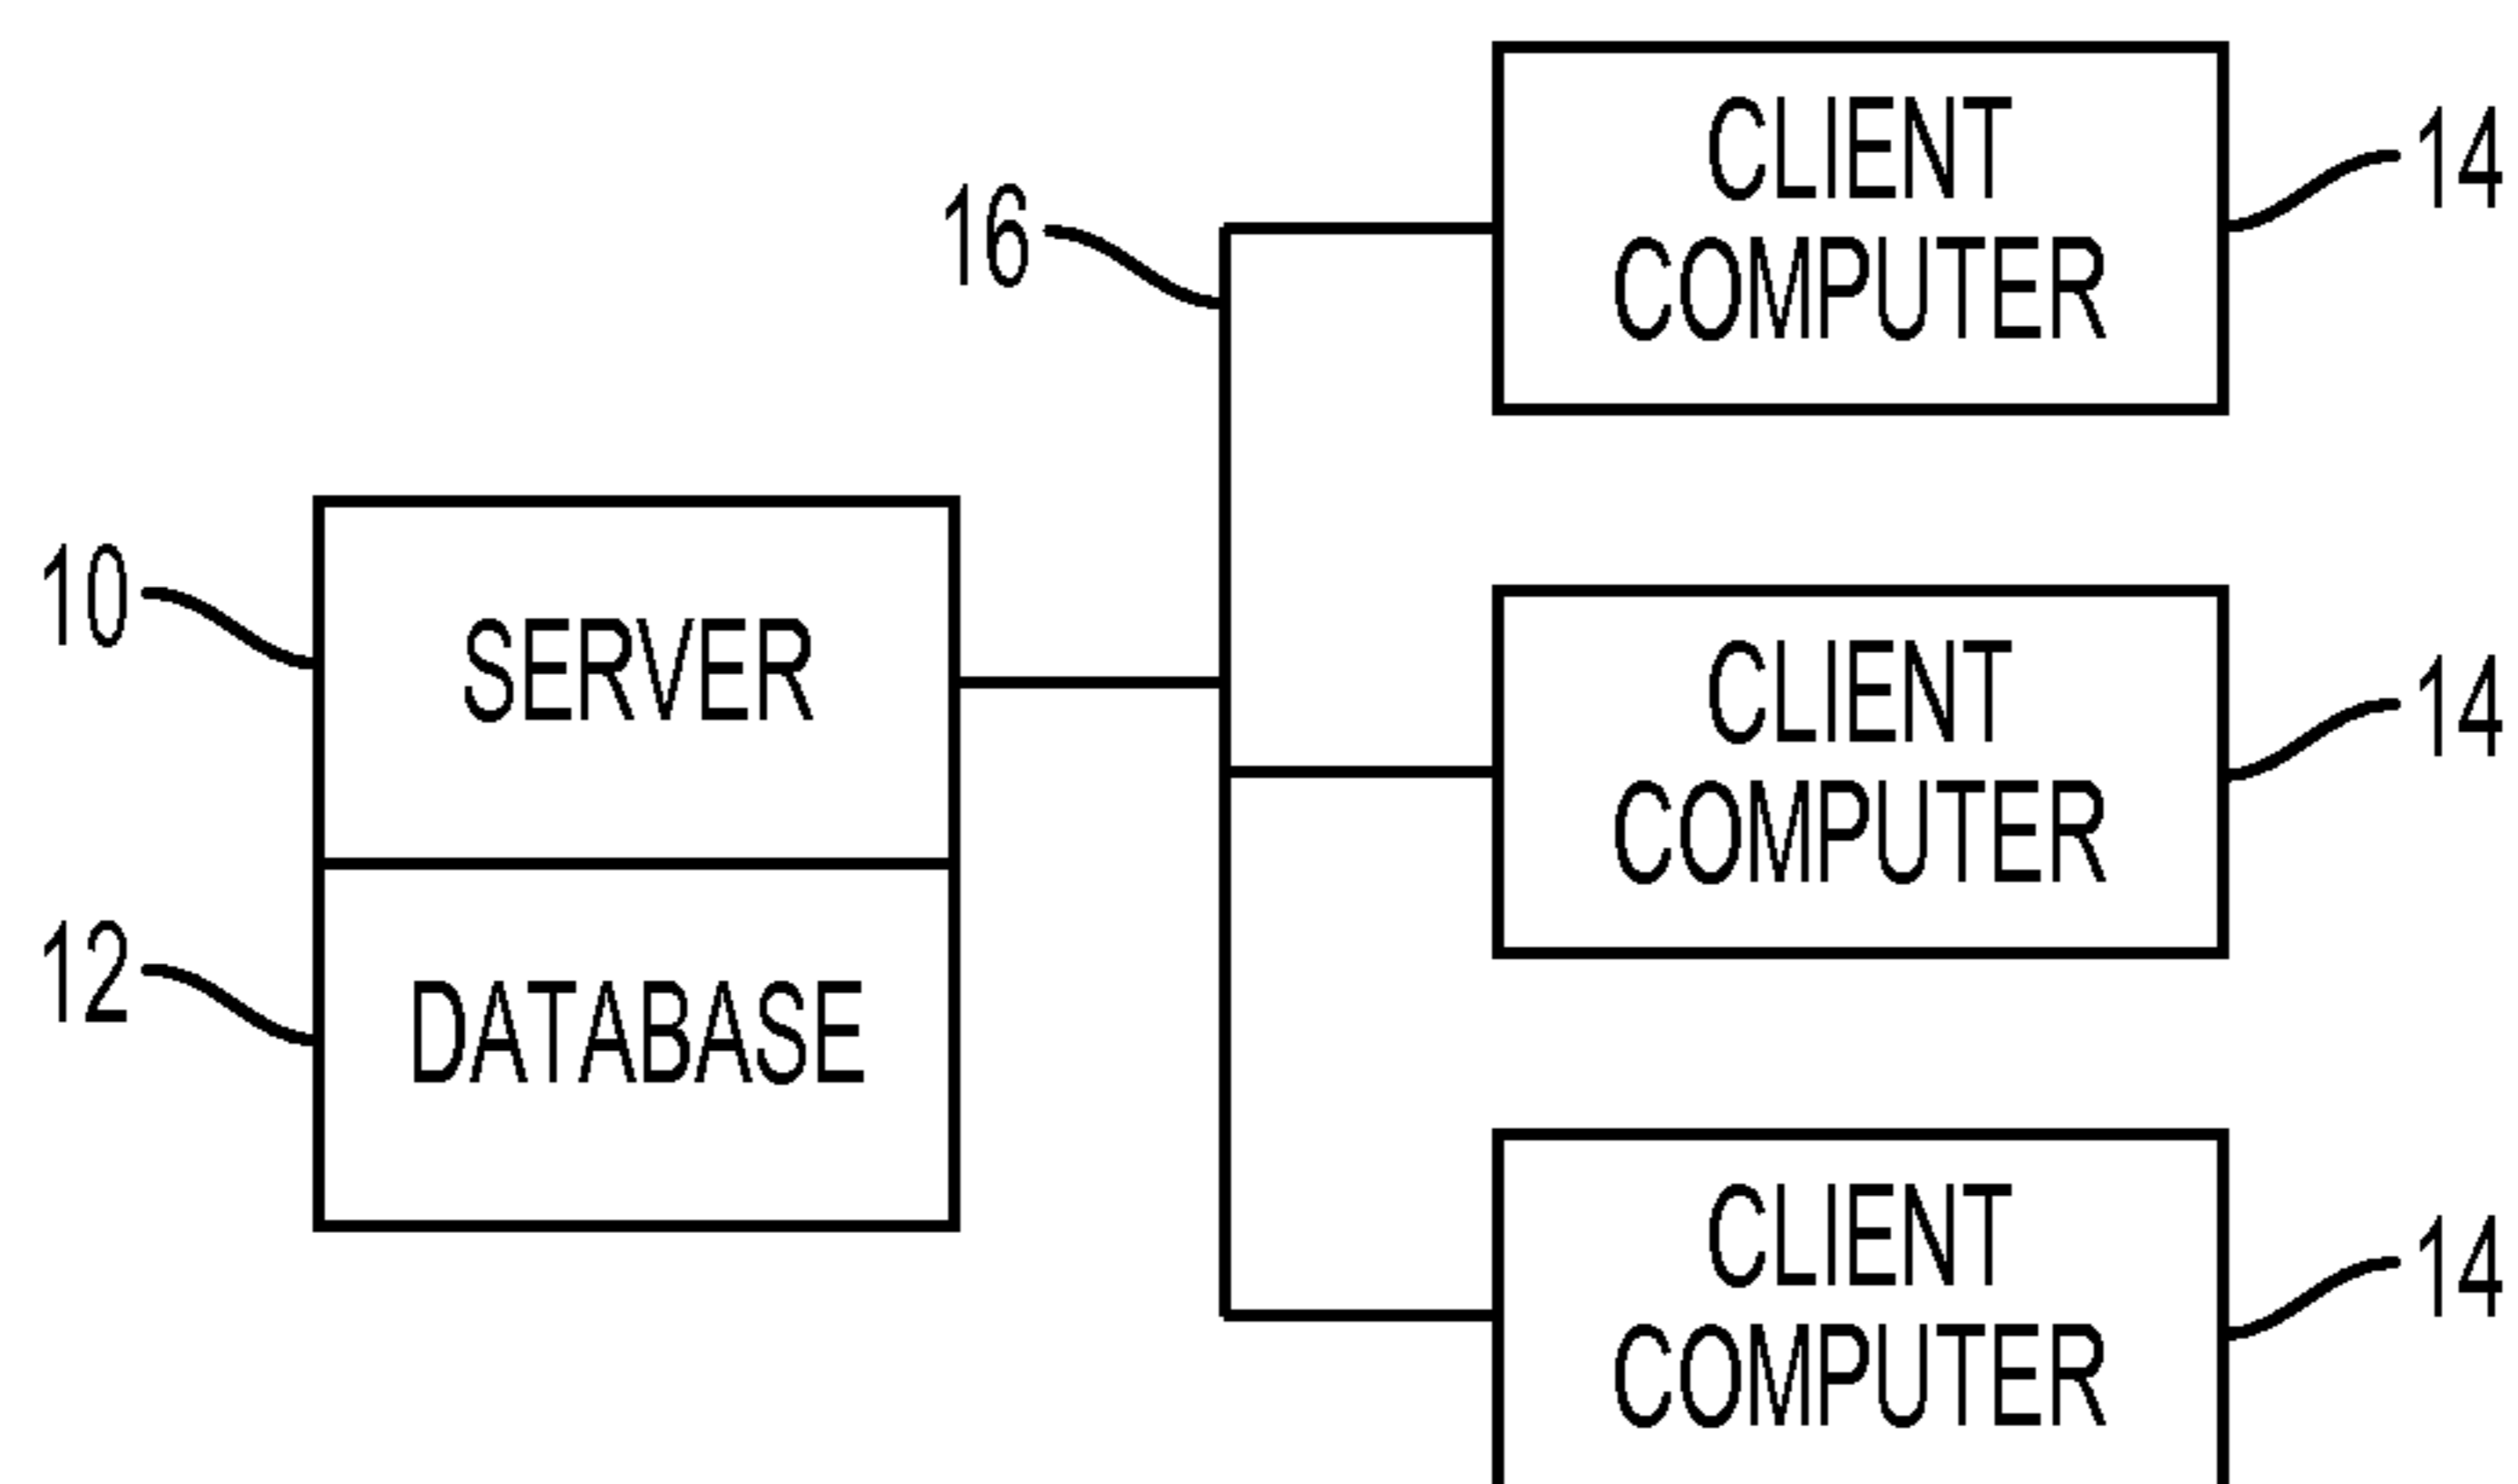 CLIENT
COMPUTER
14
16
10
SERVER
CLIENT
COMPUTER
14
12
DATABASE
CLIENT
COMPUTER
14